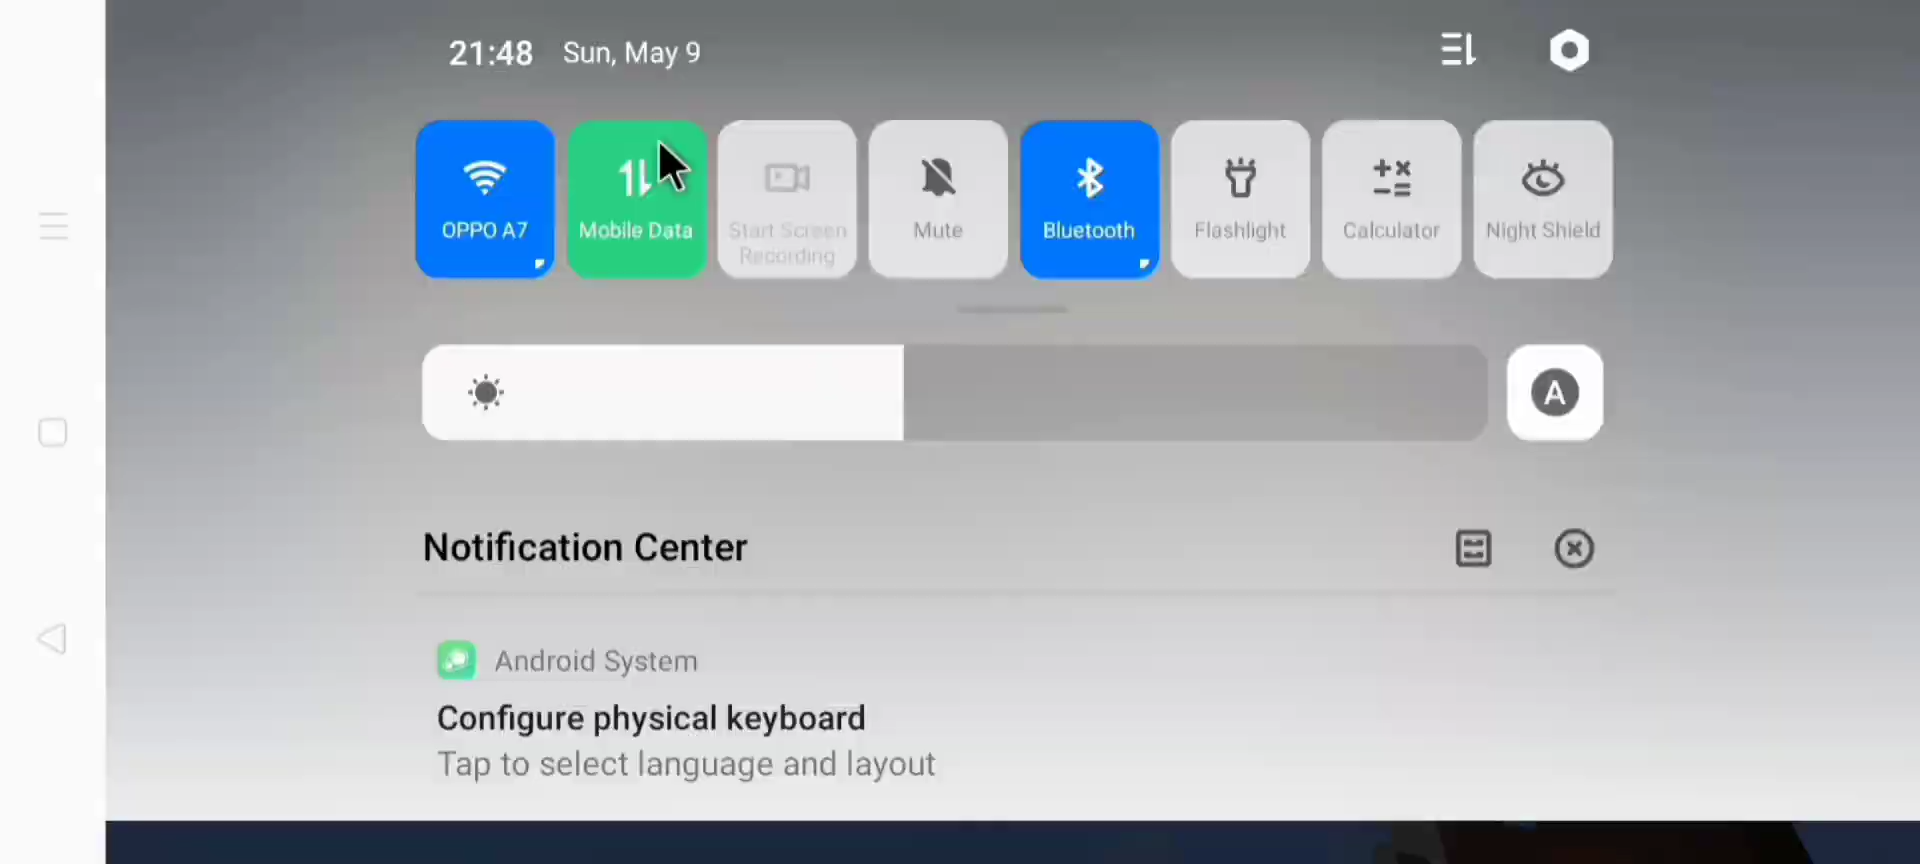 21:48 Sun, May 9
OPPO A7
Mobile Data
Start Screen
Recording
Mute
Bluetooth
Flashlight
Calculator
Night Shield
A
Notification Center
Android System
Configure physical keyboard
Tap to select language and layout